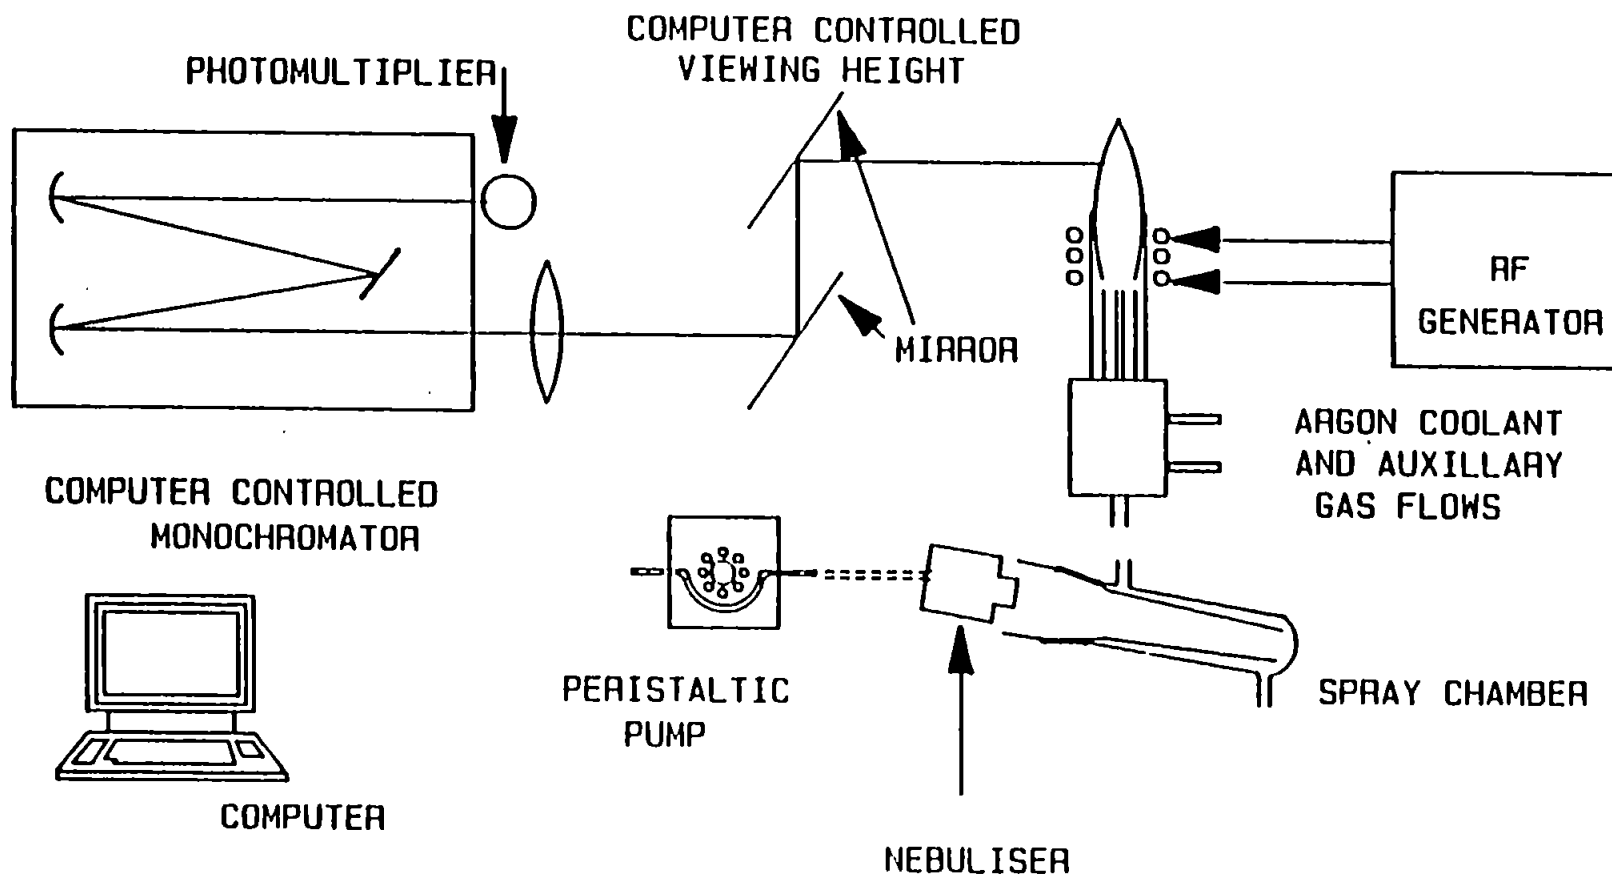 COMPUTER CONTROLLED
VIEWING HEIGHT
PHOTOMULTIPLIER
MIRROR
RF
GENERATOR
ARGON COOLANT
AND AUXILLARY
GAS FLOWS
COMPUTER CONTROLLED
MONOCHROMATOR
PERISTALTIC
PUMP
SPRAY CHAMBER
COMPUTER
NEBULISER